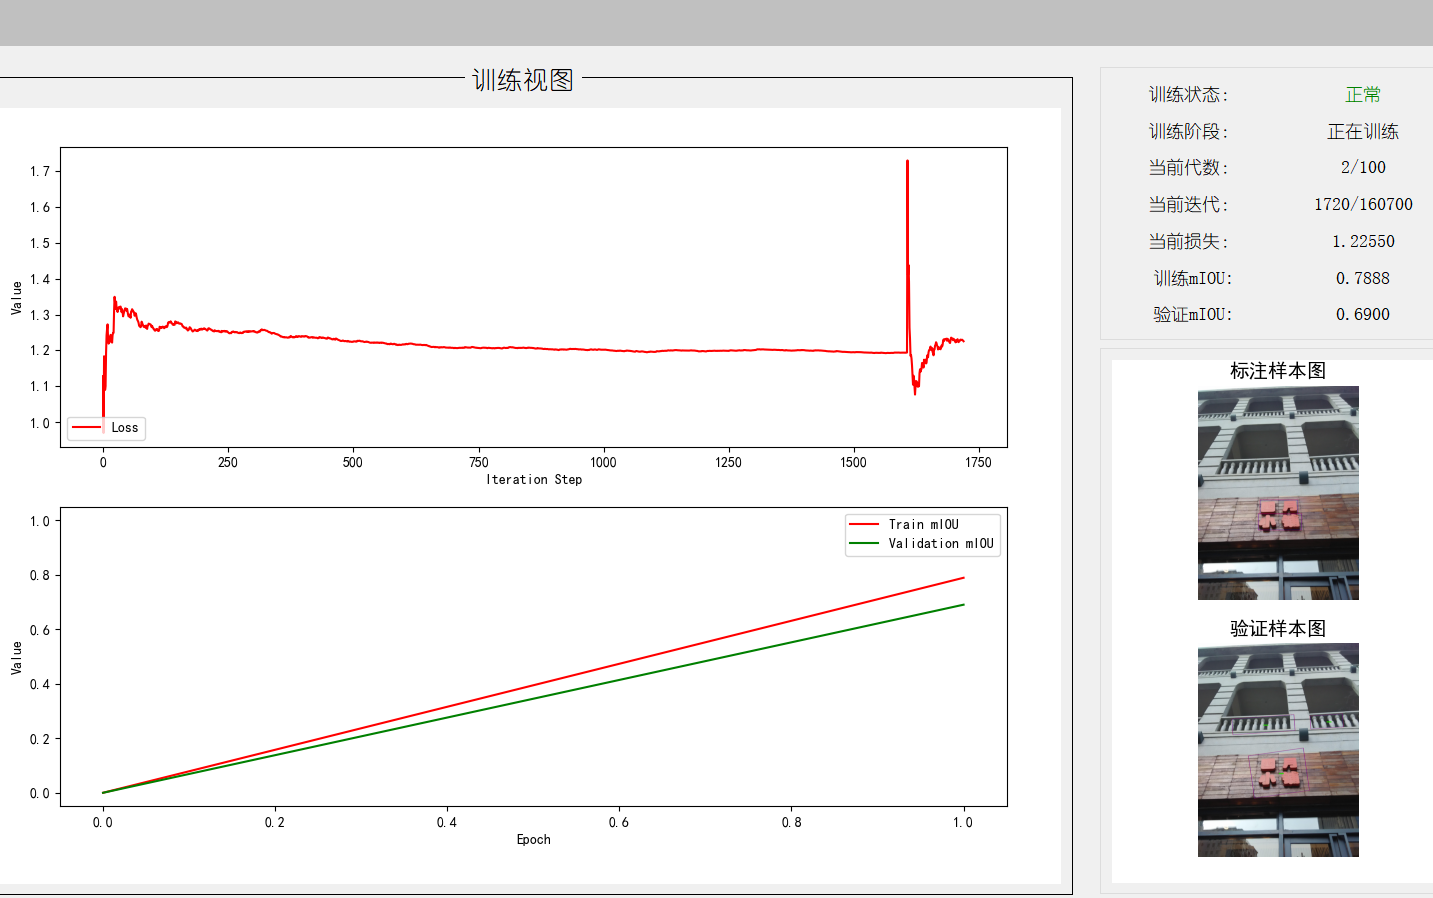 训练视图
1.7
1.6
1.5
1.4
1.3
1.2
1.1
1.0
Value
Loss
0 250 500 750 1000 1250 1500 1750
Iteration Step
1.0
0.8
0.6
0.4
0.2
0.0
Value
Train mIOU
Validation mIOU
0.0 0.2 0.4 0.6 0.8 1.0
Epoch
训练状态: 正常
训练阶段: 正在训练
当前代数: 2/100
当前迭代: 1720/160700
当前损失: 1.22550
训练mIOU: 0.7888
验证mIOU: 0.6900
标注样本图
验证样本图